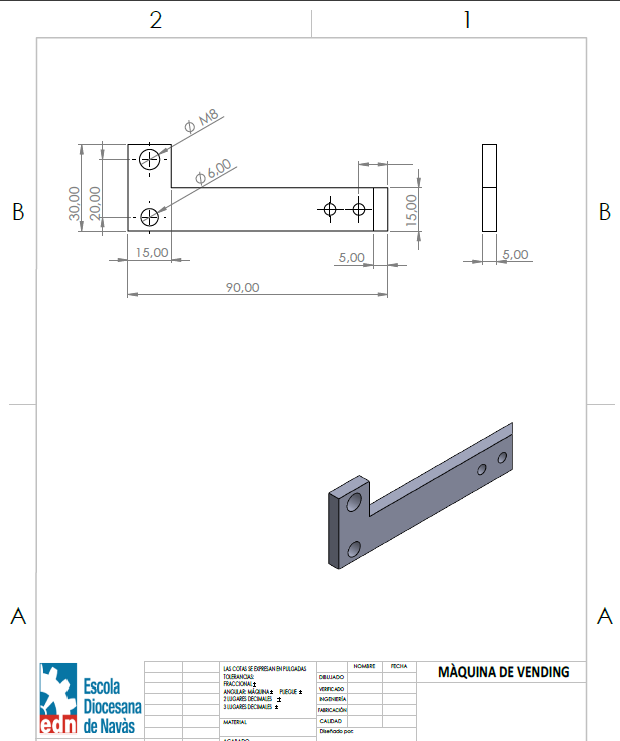 2 1
Ø M8
Ø 6,00
B B
30,00
20,00
15,00
15,00
5,00
5,00
90,00
A A
edn
Escola
Diocesana
de Navàs
LAS COTAS SE EXPRESAN EN PULGADAS
TOLERANCIAS:
FRACCIONAL±
ANGULAR: MÁQUINA± PLIEGUE ±
2 LUGARES DECIMALES ±
3 LUGARES DECIMALES ±
MATERIAL
ACABADO
NOMBRE FECHA
DIBUJADO
VERIFICADO
INGENIERÍA
FABRICACIÓN
CALIDAD
Diseñado por:
MÀQUINA DE VENDING